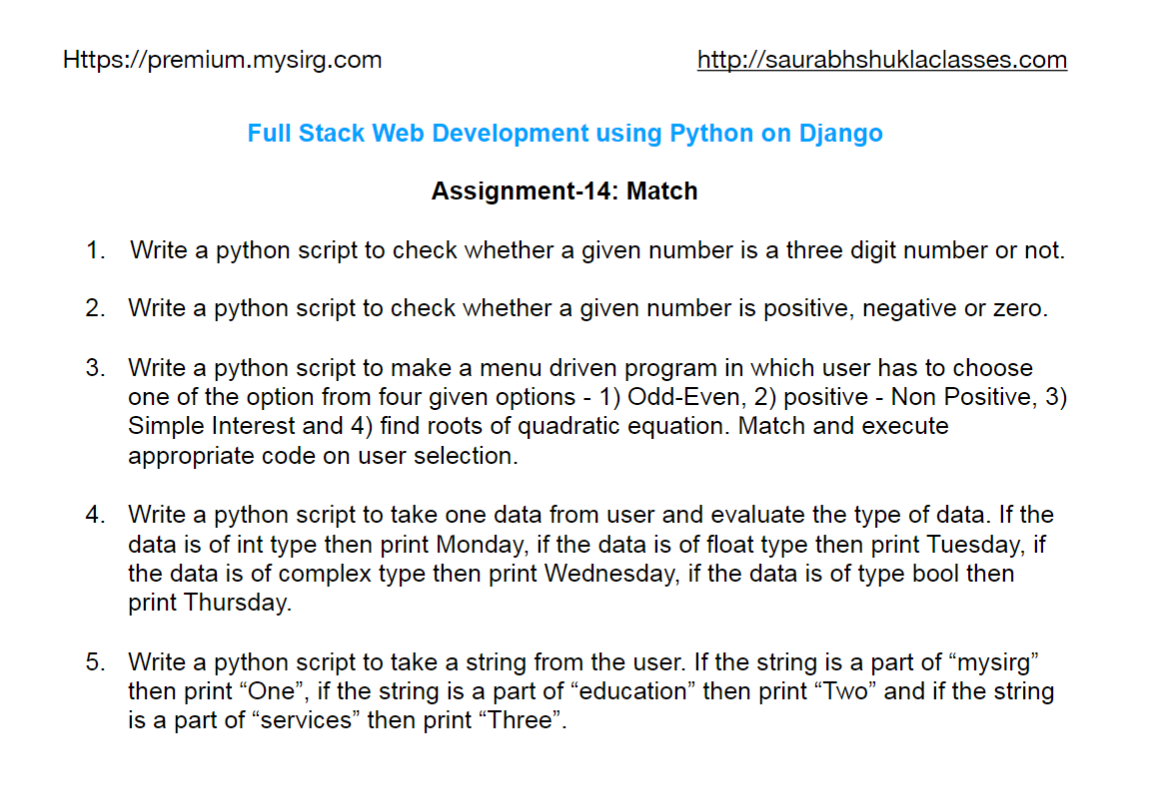 Https://premium.mysirg.com http://saurabhshuklaclasses.com
Full Stack Web Development using Python on Django
Assignment-14: Match
1. Write a python script to check whether a given number is a three digit number or not.
2. Write a python script to check whether a given number is positive, negative or zero.
3. Write a python script to make a menu driven program in which user has to choose
one of the option from four given options - 1) Odd-Even, 2) positive - Non Positive, 3)
Simple Interest and 4) find roots of quadratic equation. Match and execute
appropriate code on user selection.
4. Write a python script to take one data from user and evaluate the type of data. If the
data is of int type then print Monday, if the data is of float type then print Tuesday, if
the data is of complex type then print Wednesday, if the data is of type bool then
print Thursday.
5. Write a python script to take a string from the user. If the string is a part of “mysirg”
then print “One”, if the string is a part of “education” then print “Two” and if the string
is a part of “services” then print “Three”.